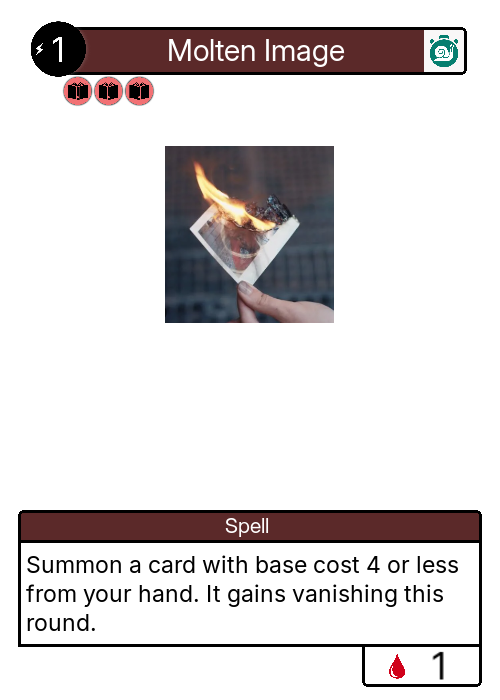 1
Molten Image
Spell
Summon a card with base cost 4 or less
from your hand. It gains vanishing this
round.
1